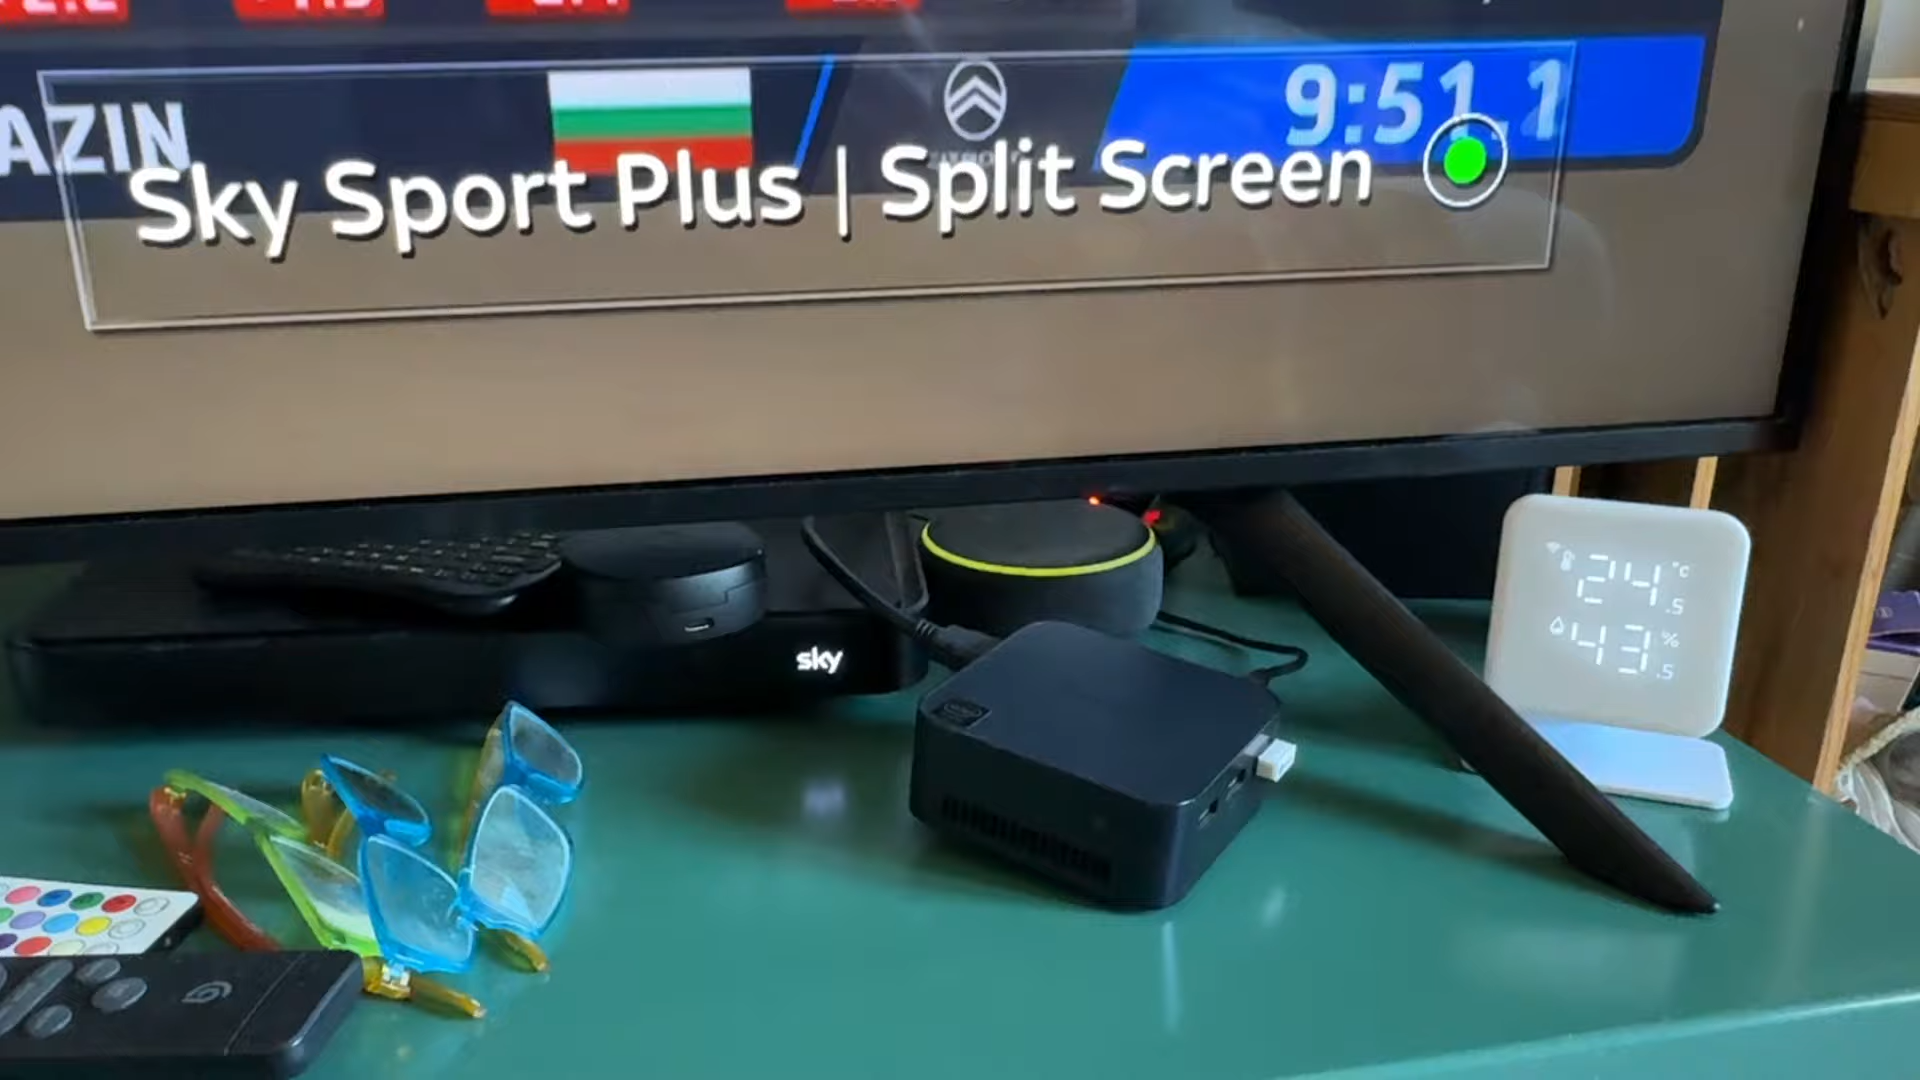 AZIN
9:51.1
Sky Sport Plus | Split Screen
sky
24.5 °C
43.5 %